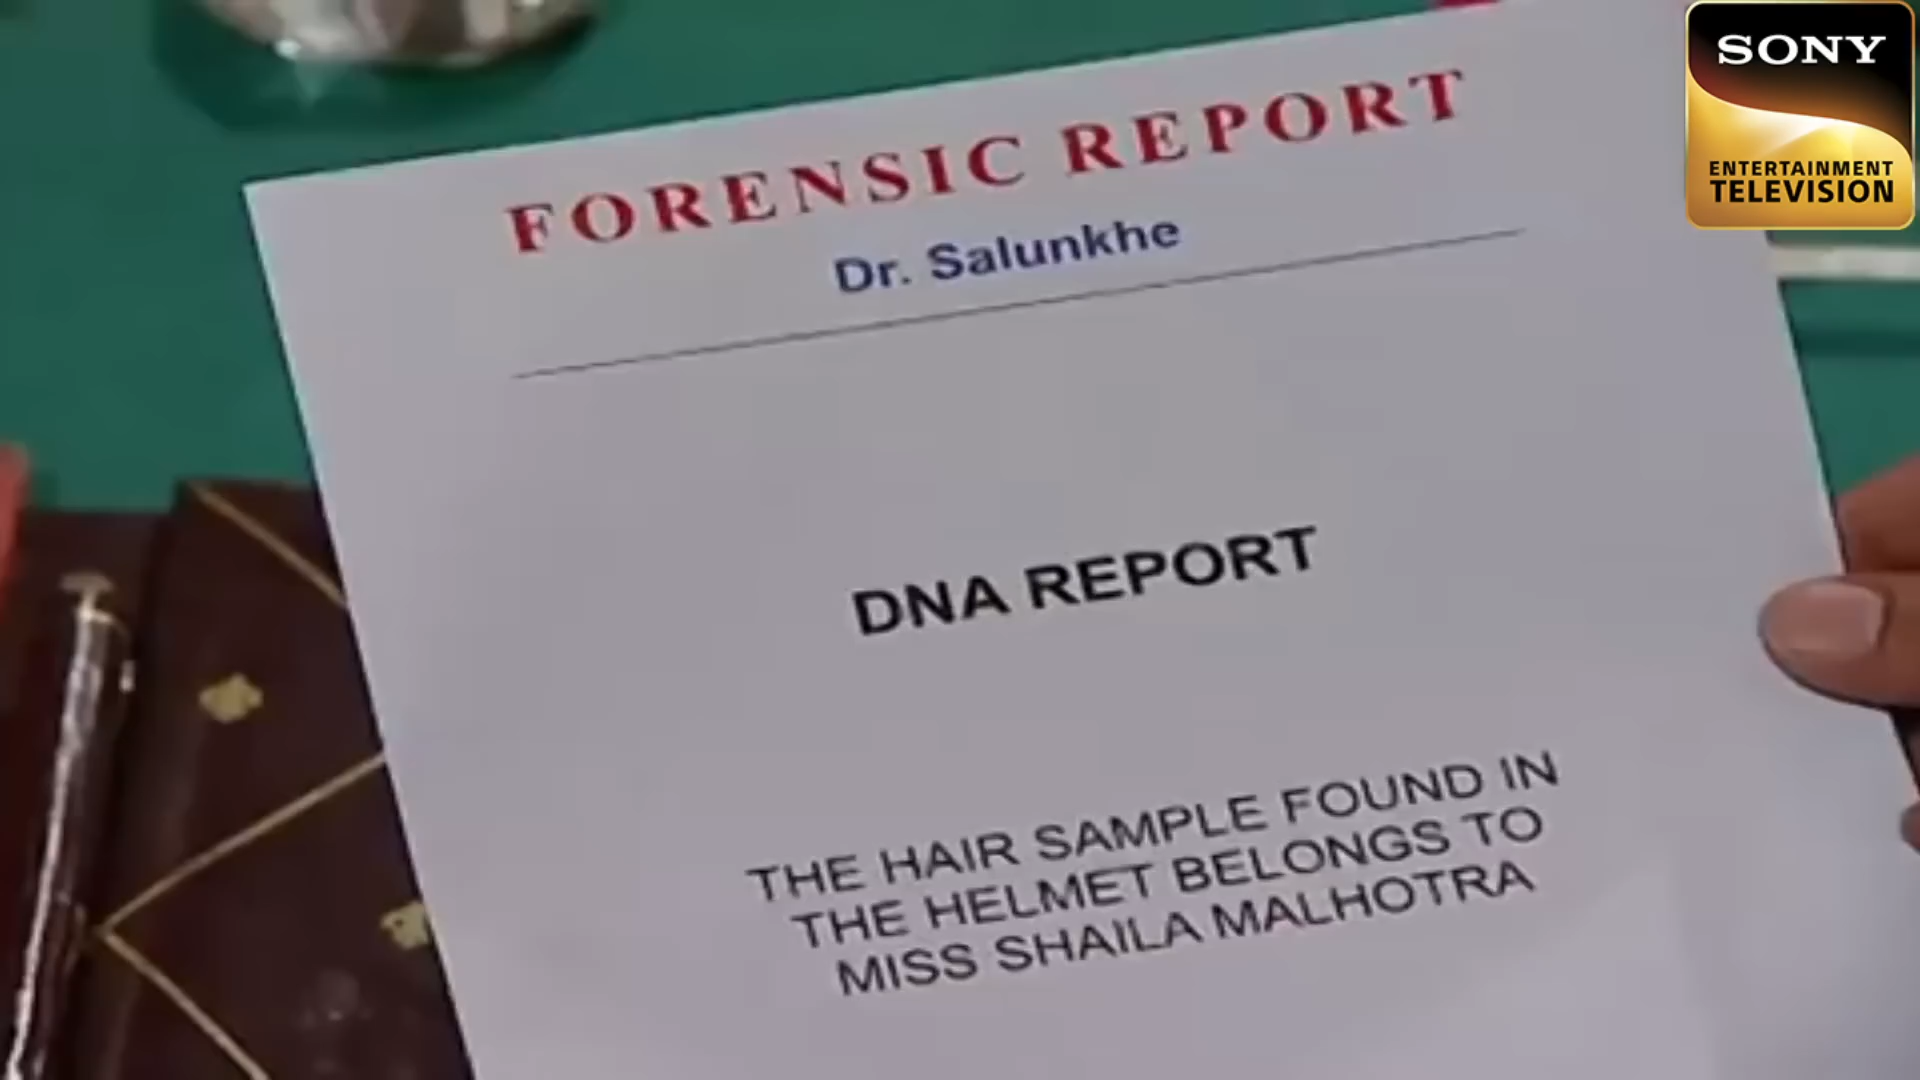 SONY
ENTERTAINMENT
TELEVISION
FORENSIC REPORT
Dr. Salunkhe
DNA REPORT
THE HAIR SAMPLE FOUND IN
THE HELMET BELONGS TO
MISS SHAILA MALHOTRA